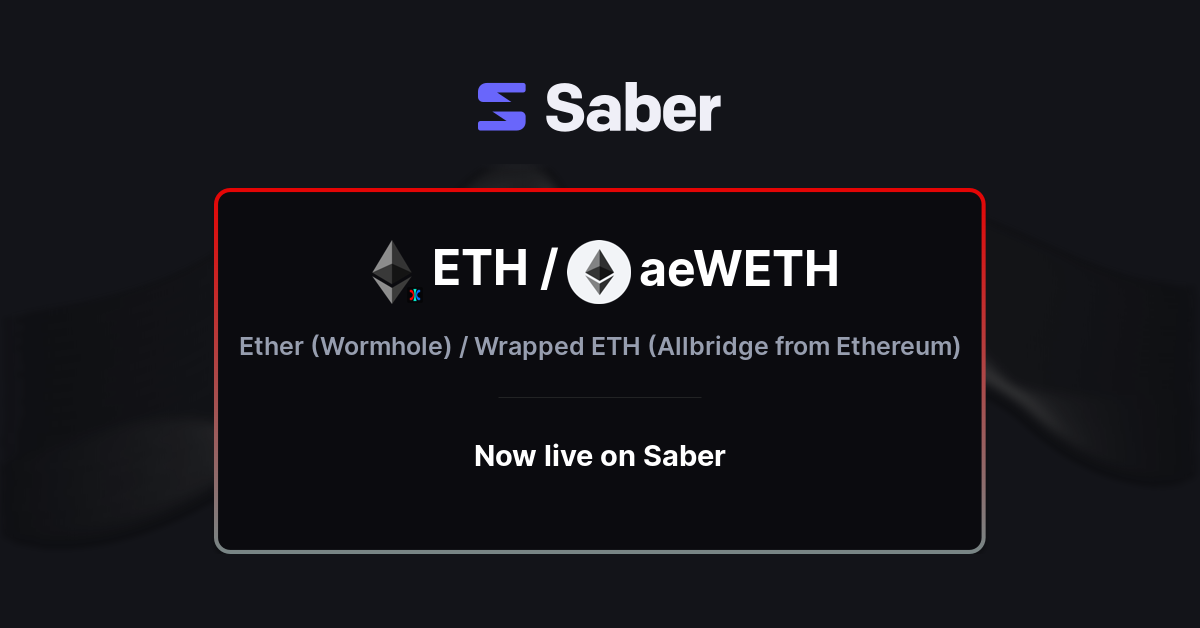 Saber
ETH / aeWETH
Ether (Wormhole) / Wrapped ETH (Allbridge from Ethereum)
Now live on Saber